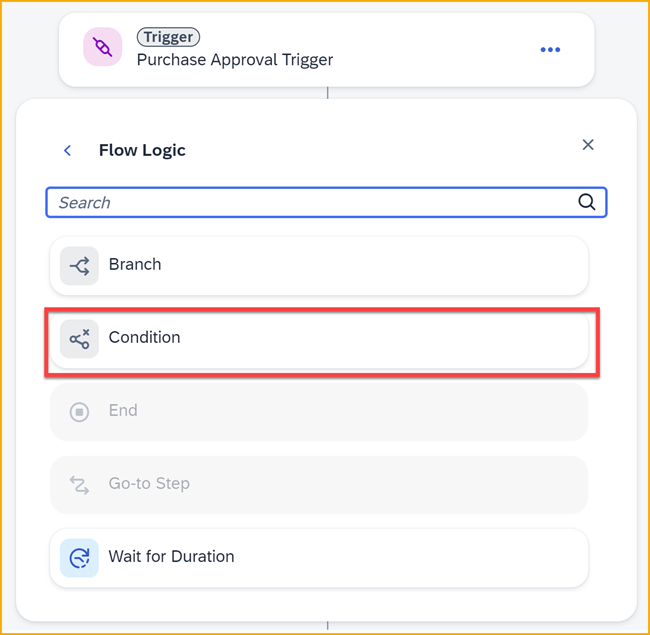 Trigger
Purchase Approval Trigger
Flow Logic
Search
Branch
Condition
End
Go-to Step
Wait for Duration